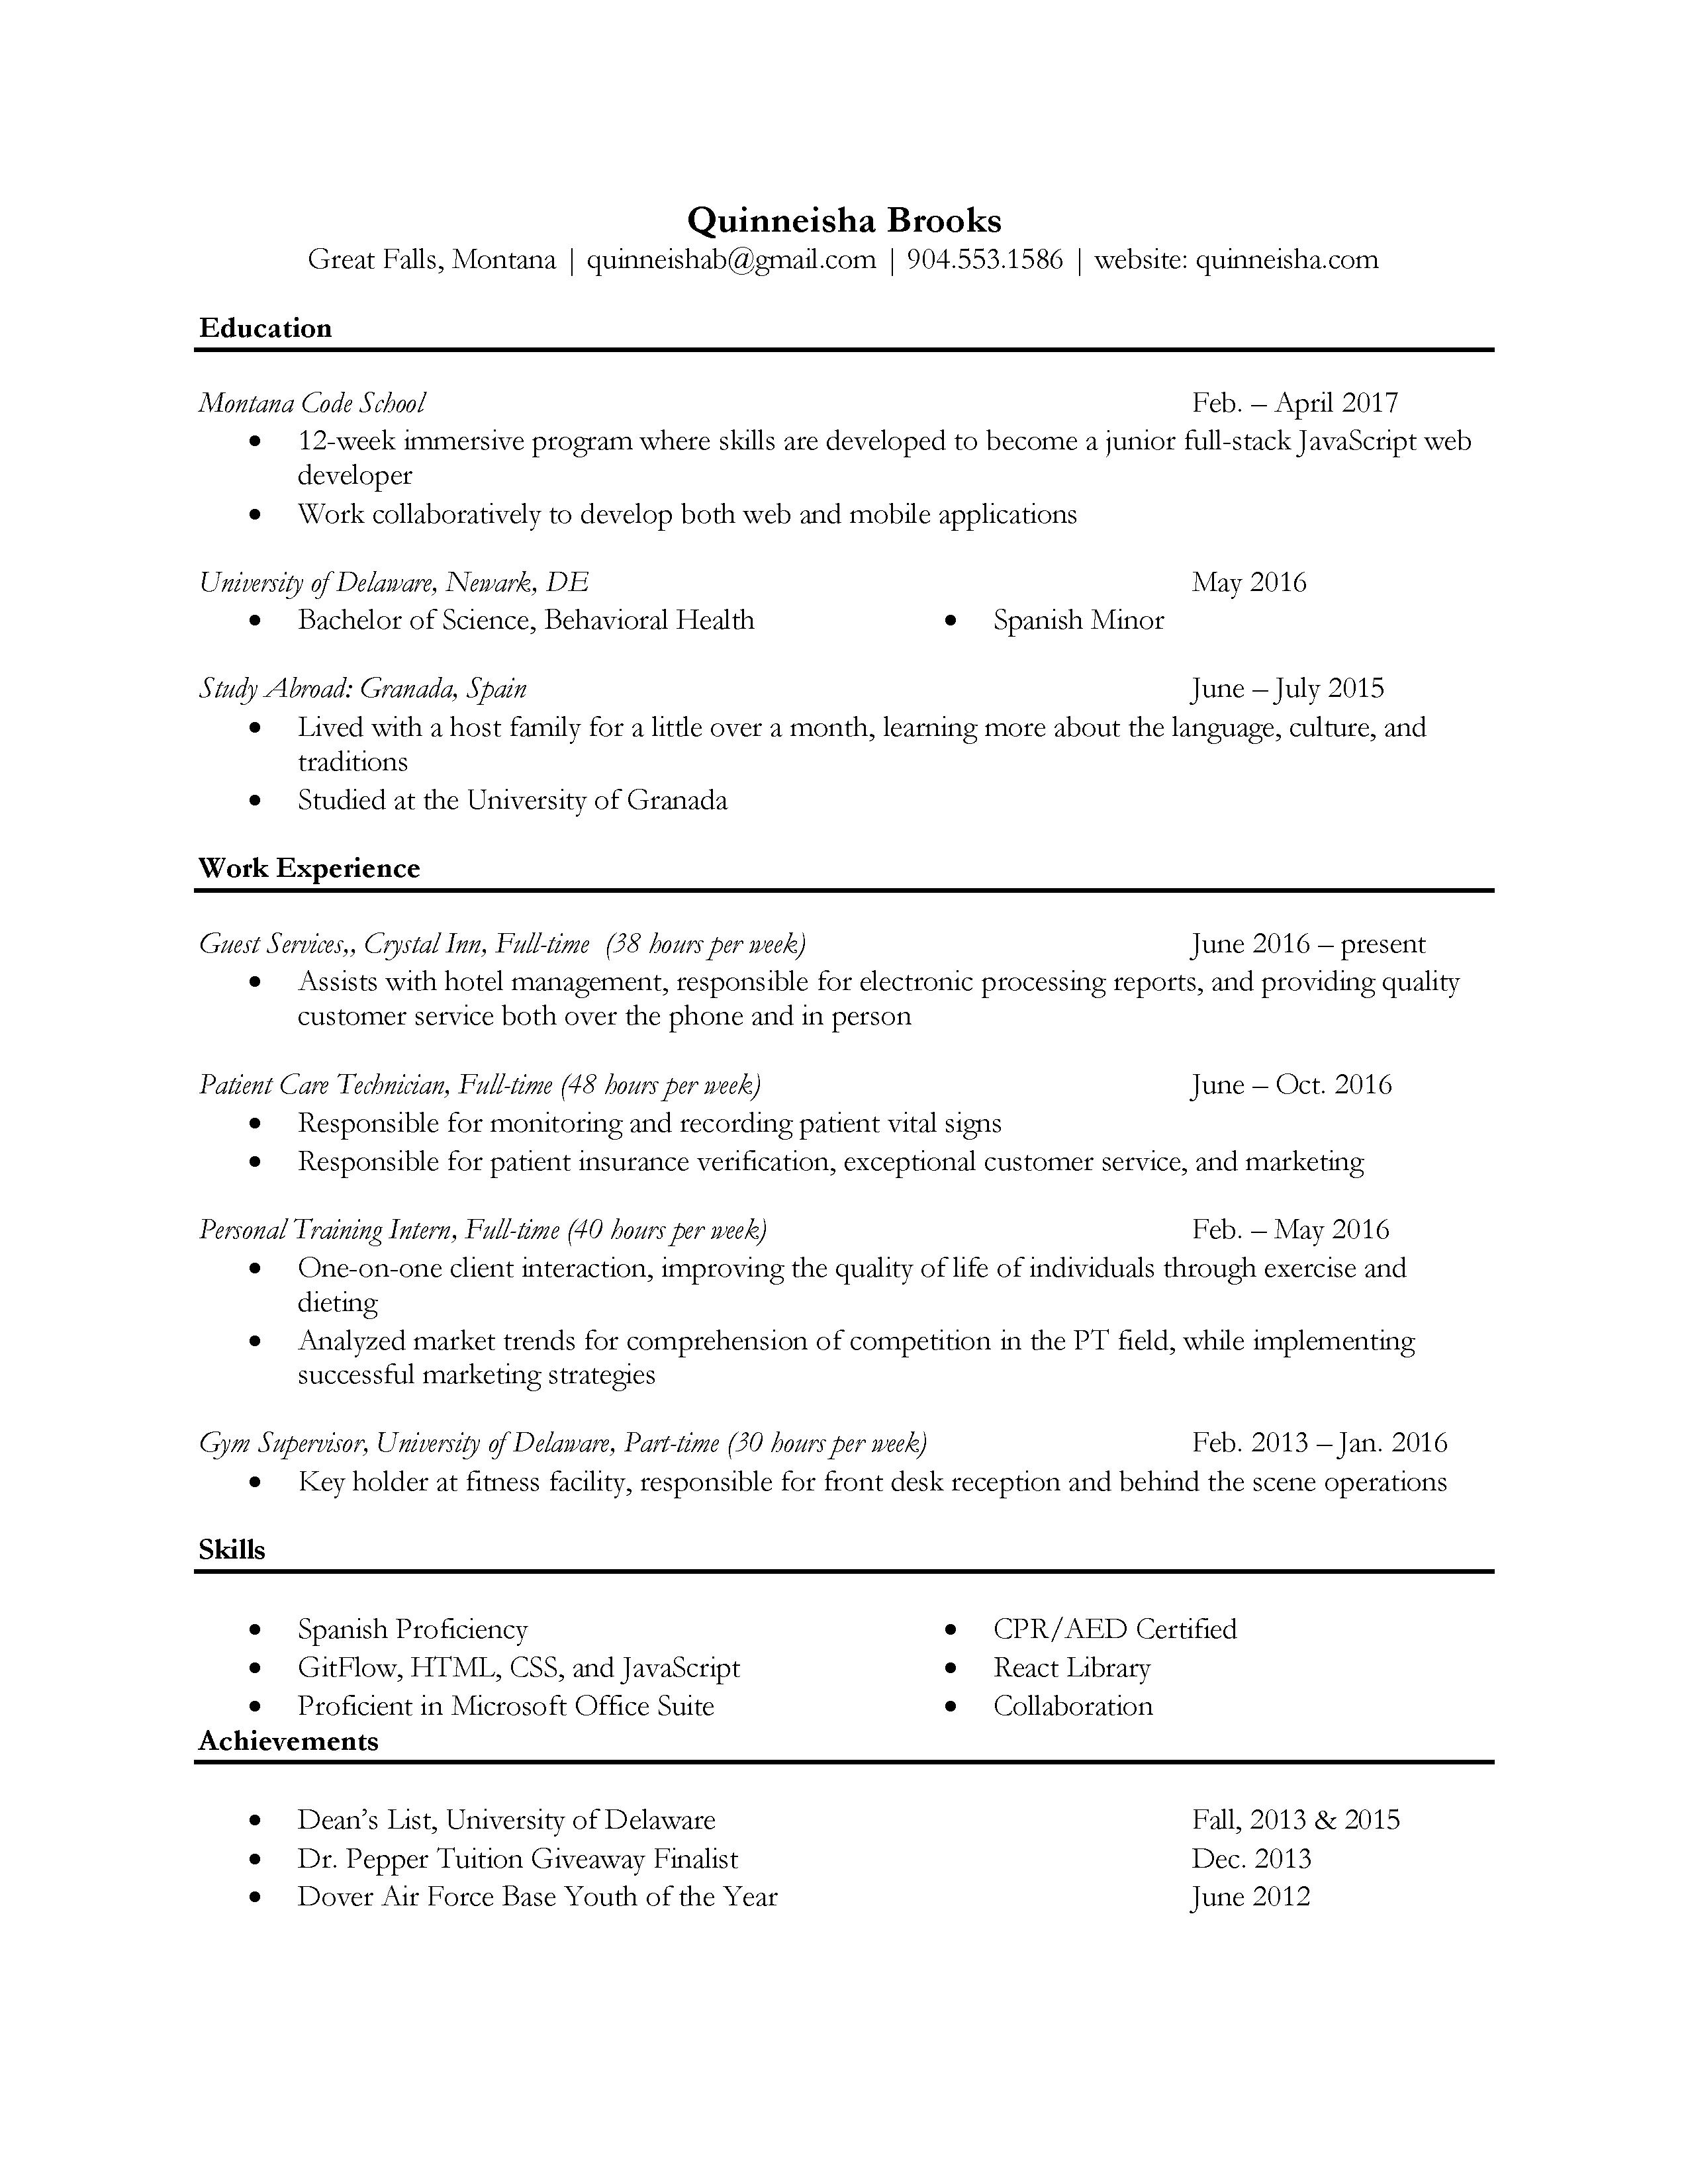 Quinneisha Brooks
Great Falls, Montana | quinneishab@gmail.com | 904.553.1586 | website: quinneisha.com
Education
Montana Code School Feb. – April 2017
• 12-week immersive program where skills are developed to become a junior full-stack JavaScript web
developer
• Work collaboratively to develop both web and mobile applications
University of Delaware, Newark, DE May 2016
• Bachelor of Science, Behavioral Health • Spanish Minor
Study Abroad: Granada, Spain June – July 2015
• Lived with a host family for a little over a month, learning more about the language, culture, and
traditions
• Studied at the University of Granada
Work Experience
Guest Services,, Crystal Inn, Full-time (38 hours per week) June 2016 – present
• Assists with hotel management, responsible for electronic processing reports, and providing quality
customer service both over the phone and in person
Patient Care Technician, Full-time (48 hours per week) June – Oct. 2016
• Responsible for monitoring and recording patient vital signs
• Responsible for patient insurance verification, exceptional customer service, and marketing
Personal Training Intern, Full-time (40 hours per week) Feb. – May 2016
• One-on-one client interaction, improving the quality of life of individuals through exercise and
dieting
• Analyzed market trends for comprehension of competition in the PT field, while implementing
successful marketing strategies
Gym Supervisor, University of Delaware, Part-time (30 hours per week) Feb. 2013 – Jan. 2016
• Key holder at fitness facility, responsible for front desk reception and behind the scene operations
Skills
• Spanish Proficiency • CPR/AED Certified
• GitFlow, HTML, CSS, and JavaScript • React Library
• Proficient in Microsoft Office Suite • Collaboration
Achievements
• Dean’s List, University of Delaware Fall, 2013 & 2015
• Dr. Pepper Tuition Giveaway Finalist Dec. 2013
• Dover Air Force Base Youth of the Year June 2012